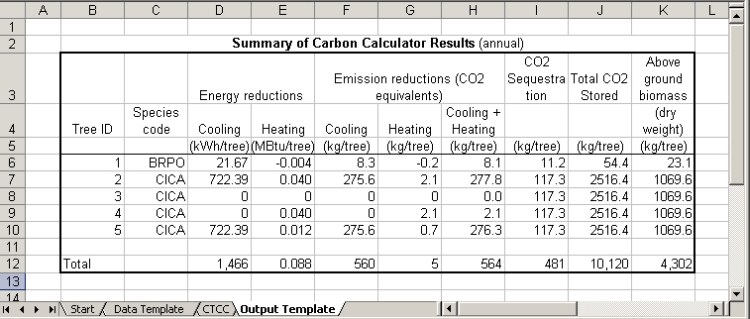 A B C D E F G H I J K L
1
2 Summary of Carbon Calculator Results (annual)
CO2 Above
Emission reductions (CO2 Sequestra Total CO2 ground
3 Energy reductions equivalents) tion Stored biomass
Species Cooling + (dry
4 Tree ID code Cooling Heating Cooling Heating Heating weight)
5 (kWh/tree) (MBtu/tree) (kg/tree) (kg/tree) (kg/tree) (kg/tree) (kg/tree) (kg/tree)
6 1 BRPO 21.67 -0.004 8.3 -0.2 8.1 11.2 54.4 23.1
7 2 CICA 722.39 0.040 275.6 2.1 277.8 117.3 2516.4 1069.6
8 3 CICA 0 0 0 0 0.0 117.3 2516.4 1069.6
9 4 CICA 0 0.040 0 2.1 2.1 117.3 2516.4 1069.6
10 5 CICA 722.39 0.012 275.6 0.7 276.3 117.3 2516.4 1069.6
11
12 Total 1,466 0.088 560 5 564 481 10,120 4,302
13
14
Start Data Template CTCC Output Template